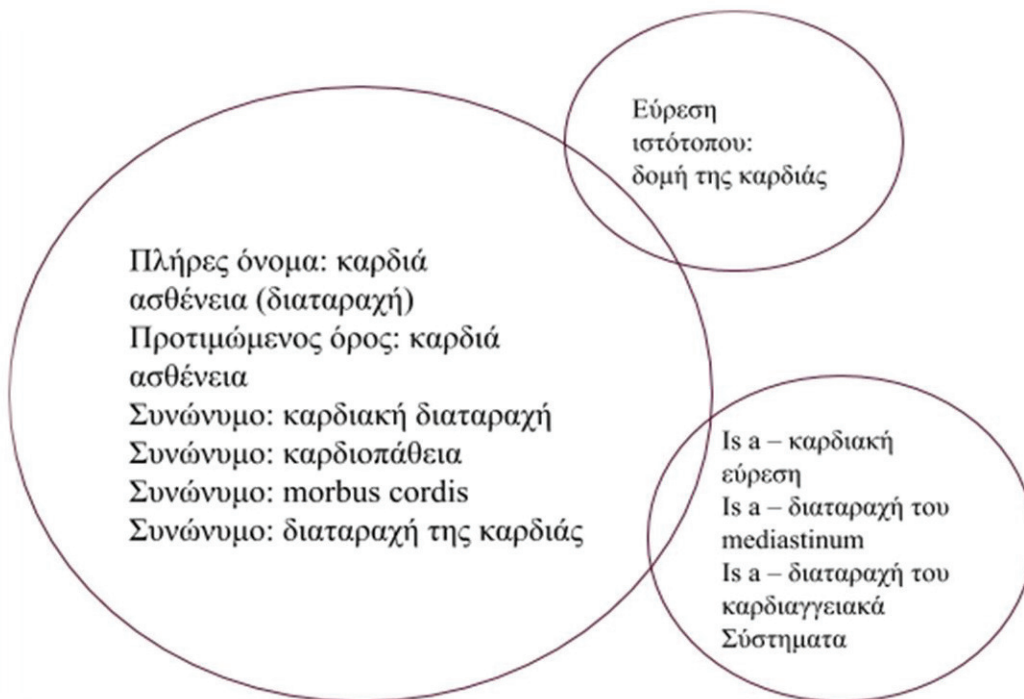 Εύρεση
ιστότοπου:
δομή της καρδιάς
Πλήρες όνομα: καρδιά
ασθένεια (διαταραχή)
Προτιμώμενος όρος: καρδιά
ασθένεια
Συνώνυμο: καρδιακή διαταραχή
Συνώνυμο: καρδιοπάθεια
Συνώνυμο: morbus cordis
Συνώνυμο: διαταραχή της καρδιάς
Is a – καρδιακή
εύρεση
Is a – διαταραχή του
mediastinum
Is a – διαταραχή του
καρδιαγγειακά
Σύστηματα